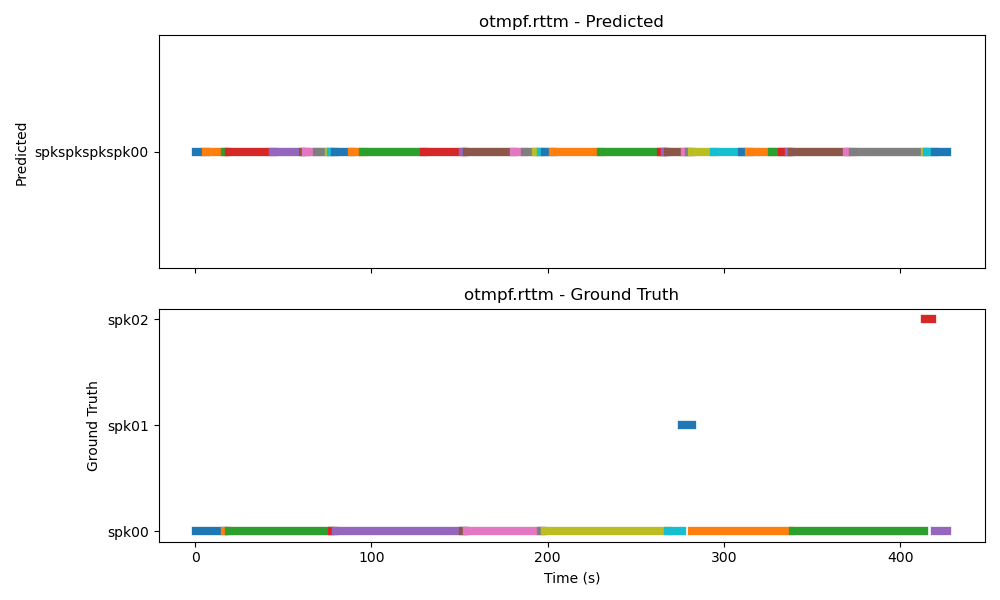 otmpf.rttm - Predicted
Predicted
spkspkspkspk00
otmpf.rttm - Ground Truth
Ground Truth
spk02
spk01
spk00
0 100 200 300 400
Time (s)